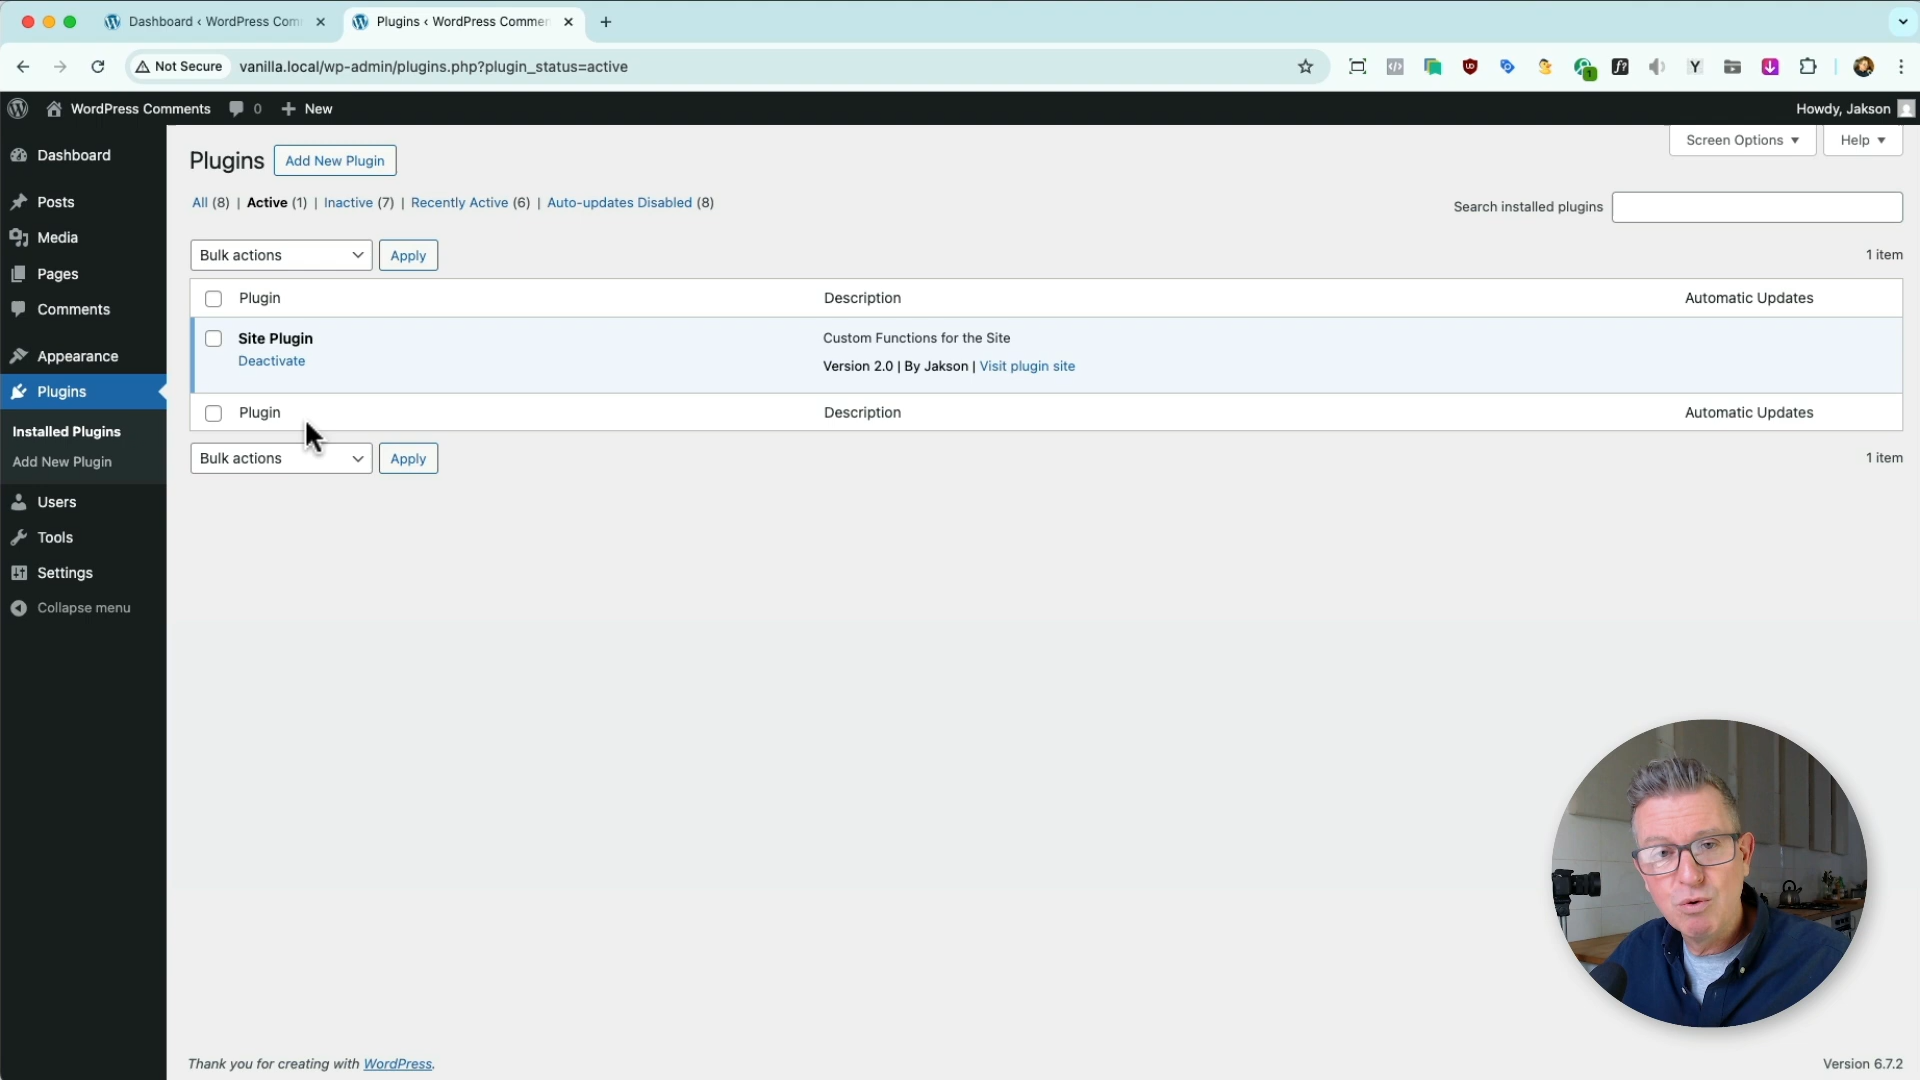 Dashboard ‹ WordPress Com
Plugins ‹ WordPress Commen
Not Secure
vanilla.local/wp-admin/plugins.php?plugin_status=active
WordPress Comments
0
New
Howdy, Jakson
Dashboard
Posts
Media
Pages
Comments
Appearance
Plugins
Installed Plugins
Add New Plugin
Users
Tools
Settings
Collapse menu
Screen Options
Help
Plugins
Add New Plugin
All (8) | Active (1) | Inactive (7) | Recently Active (6) | Auto-updates Disabled (8)
Search installed plugins
Bulk actions
Apply
1 item
Plugin
Description
Automatic Updates
Site Plugin
Deactivate
Custom Functions for the Site
Version 2.0 | By Jakson | Visit plugin site
Plugin
Description
Automatic Updates
Bulk actions
Apply
1 item
Thank you for creating with WordPress.
Version 6.7.2